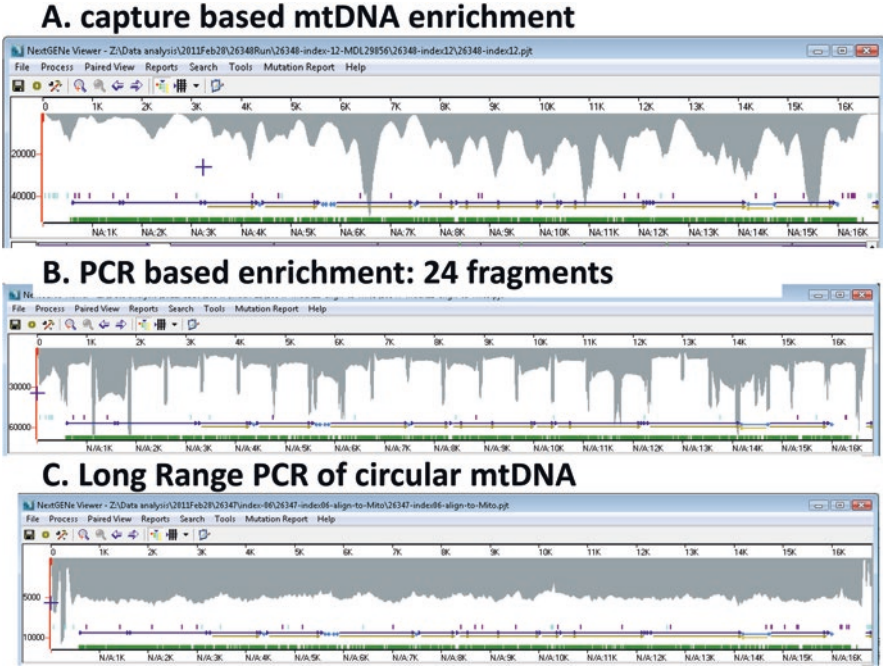 A. capture based mtDNA enrichment
NextGENe Viewer - Z:\Data analysis\2011Feb28\26348Run\26348-index-12-MDL29856\26348-index12\26348-index12.pjt
File Process Paired View Reports Search Tools Mutation Report Help
0 1K 2K 3K 4K 5K 6K 7K 8K 9K 10K 11K 12K 13K 14K 15K 16K
20000
40000
NA:1K NA:2K NA:3K NA:4K NA:5K NA:6K NA:7K NA:8K NA:9K NA:10K NA:11K NA:12K NA:13K NA:14K NA:15K NA:16K
B. PCR based enrichment: 24 fragments
File Process Paired View Reports Search Tools Mutation Report Help
0 1K 2K 3K 4K 5K 6K 7K 8K 9K 10K 11K 12K 13K 14K 15K 16K
30000
60000
N/A:1K N/A:2K N/A:3K N/A:4K N/A:5K N/A:6K N/A:7K N/A:8K N/A:9K N/A:10K N/A:11K N/A:12K N/A:13K N/A:14K N/A:15K N/A:16K
C. Long Range PCR of circular mtDNA
NextGENe Viewer - Z:\Data analysis\2011Feb28\26347\index-06\26347-index06-align-to-Mito\26347-index06-align-to-Mito.pjt
File Process Paired View Reports Search Tools Mutation Report Help
0 1K 2K 3K 4K 5K 6K 7K 8K 9K 10K 11K 12K 13K 14K 15K 16K
5000
10000
N/A:1K N/A:2K N/A:3K N/A:4K N/A:5K N/A:6K N/A:7K N/A:8K N/A:9K N/A:10K N/A:11K N/A:12K N/A:13K N/A:14K N/A:15K N/A:16K